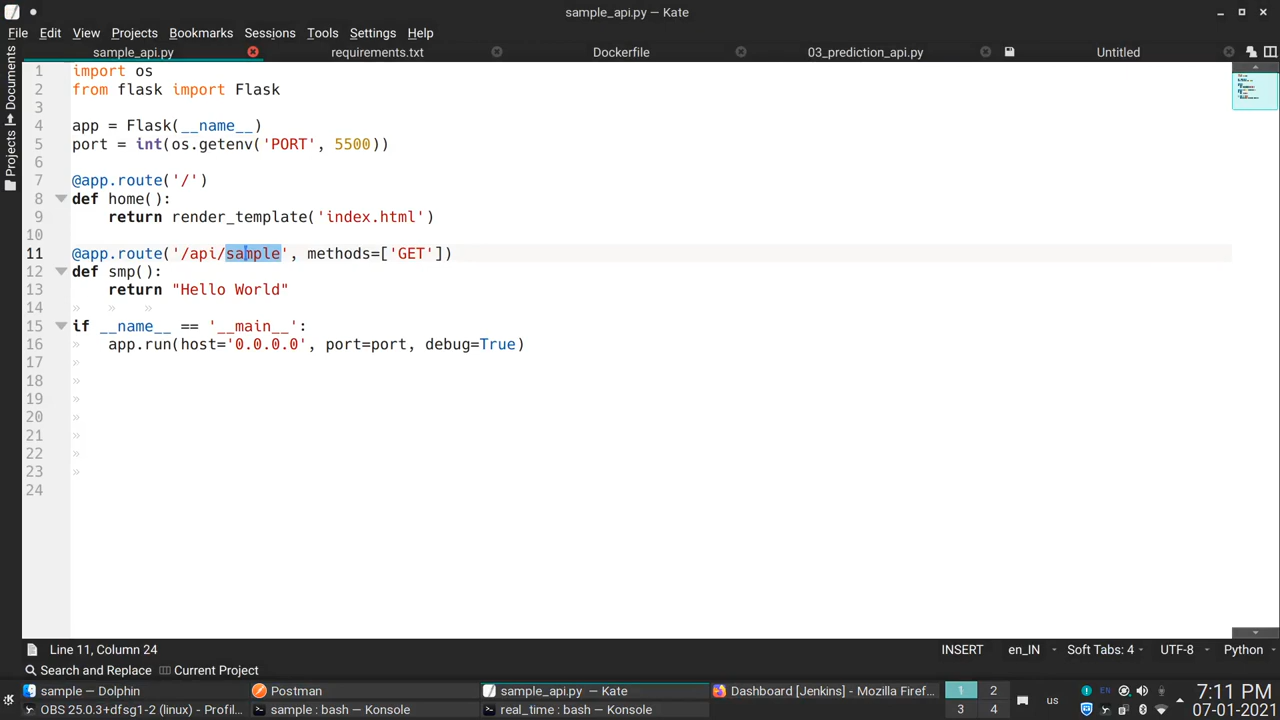 sample_api.py — Kate
File Edit View Projects Bookmarks Sessions Tools Settings Help
sample_api.py requirements.txt Dockerfile 03_prediction_api.py Untitled
Documents
Projects
1 import os
2 from flask import Flask
3
4 app = Flask(__name__)
5 port = int(os.getenv('PORT', 5500))
6
7 @app.route('/')
8 def home():
9 return render_template('index.html')
10
11 @app.route('/api/sample', methods=['GET'])
12 def smp():
13 return "Hello World"
14 » » »
15 if __name__ == '__main__':
16 » app.run(host='0.0.0.0', port=port, debug=True)
17 »
18 »
19 »
20 »
21 »
22 »
23 »
24
Line 11, Column 24 INSERT en_IN Soft Tabs: 4 UTF-8 Python
Search and Replace Current Project
sample — Dolphin Postman sample_api.py — Kate Dashboard [Jenkins] - Mozilla Firef... 1 2 EN us 7:11 PM
OBS 25.0.3+dfsg1-2 (linux) - Profil... sample : bash — Konsole real_time : bash — Konsole 3 4 07-01-2021